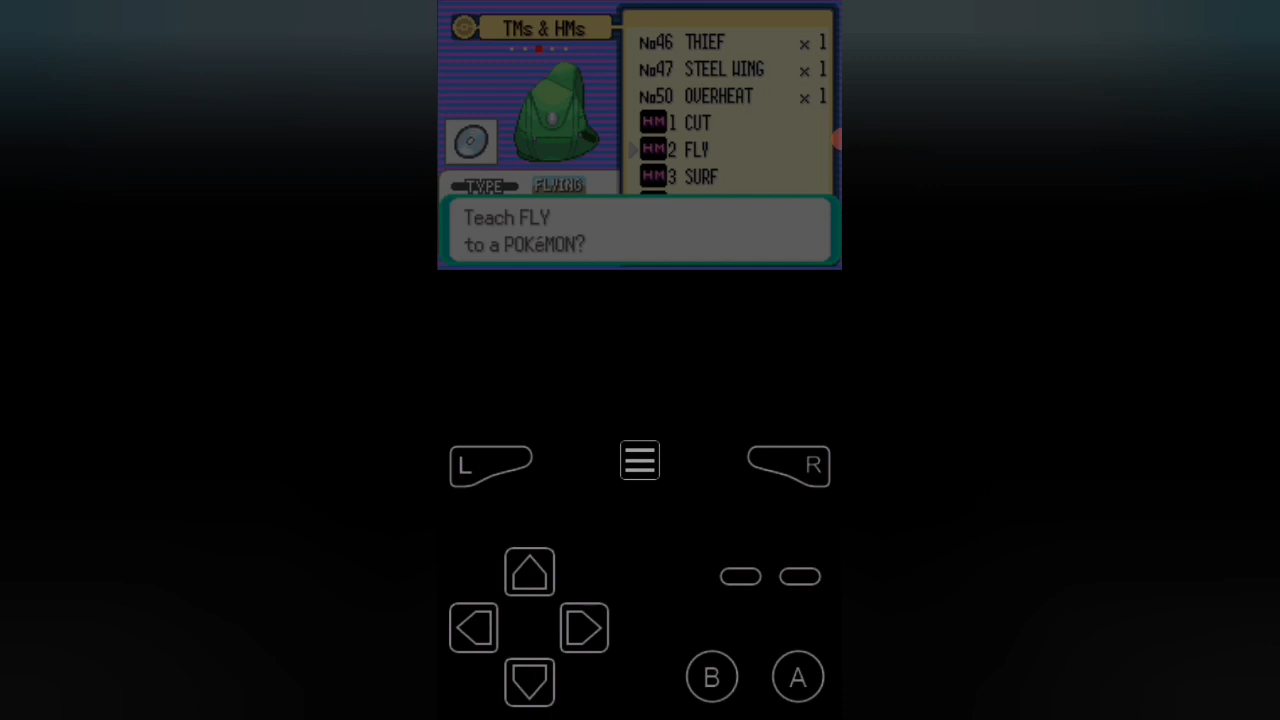 TMs & HMs
No46 THIEF × 1
No47 STEEL WING × 1
No50 OVERHEAT × 1
HM1 CUT
HM2 FLY
HM3 SURF
TYPE FLYING
Teach FLY
to a POKéMON?
L R
B A